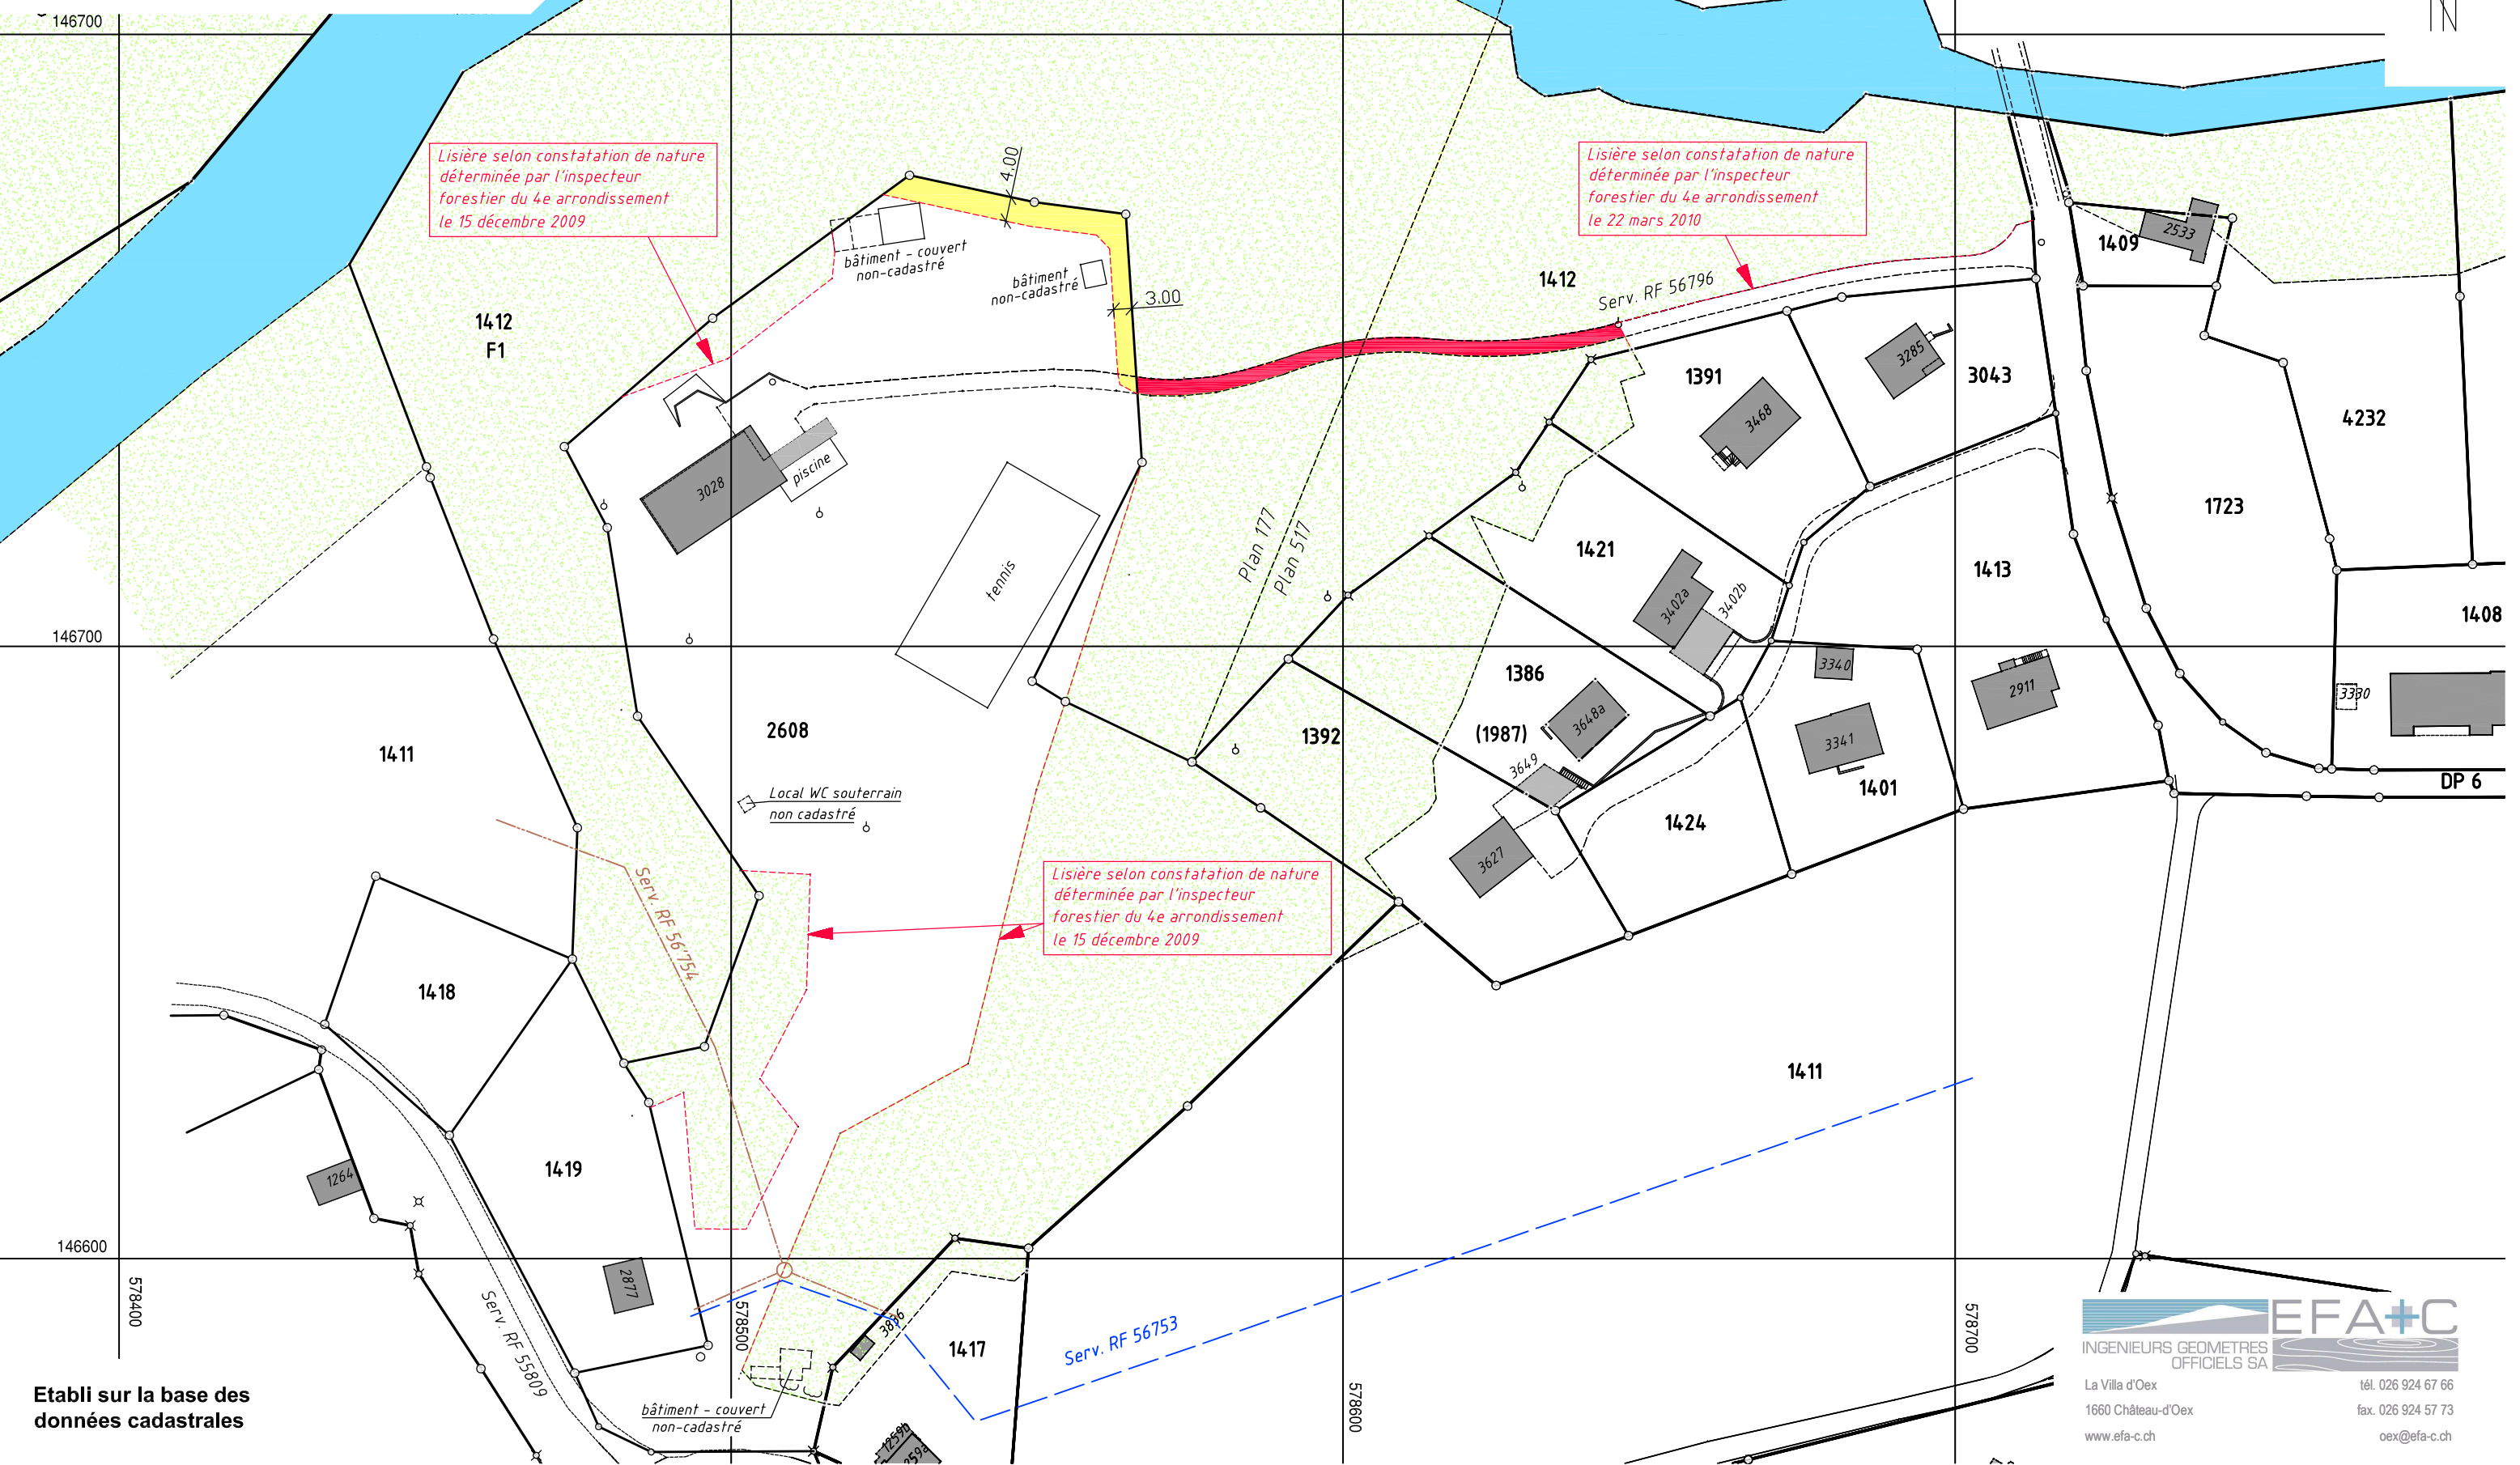 146700
N
Lisière selon constatation de nature
déterminée par l'inspecteur
forestier du 4e arrondissement
le 15 décembre 2009
4.00
Lisière selon constatation de nature
déterminée par l'inspecteur
forestier du 4e arrondissement
le 22 mars 2010
2533
1409
bâtiment - couvert
non-cadastré
bâtiment
non-cadastré
3.00
1412
Serv. RF 56796
1412
F1
3285
1391
3043
3468
4232
piscine
3028
1723
Plan 177
Plan 517
1421
1413
tennis
3402a
3402b
1408
146700
3340
1386
2911
3330
3648a
2608
1392
(1987)
3341
1411
3649
DP 6
Local WC souterrain
non cadastré
1401
1424
3627
Lisière selon constatation de nature
déterminée par l'inspecteur
forestier du 4e arrondissement
le 15 décembre 2009
Serv. RF 56'754
1418
1411
1419
1264
146600
578400
2877
578500
3836
Serv. RF 56753
1417
578600
578700
Serv. RF 55809
bâtiment - couvert
non-cadastré
1259b
Etabli sur la base des
données cadastrales
EFA+C
INGENIEURS GEOMETRES
OFFICIELS SA
La Villa d'Oex
tél. 026 924 67 66
1660 Château-d'Oex
fax. 026 924 57 73
www.efa-c.ch
oex@efa-c.ch